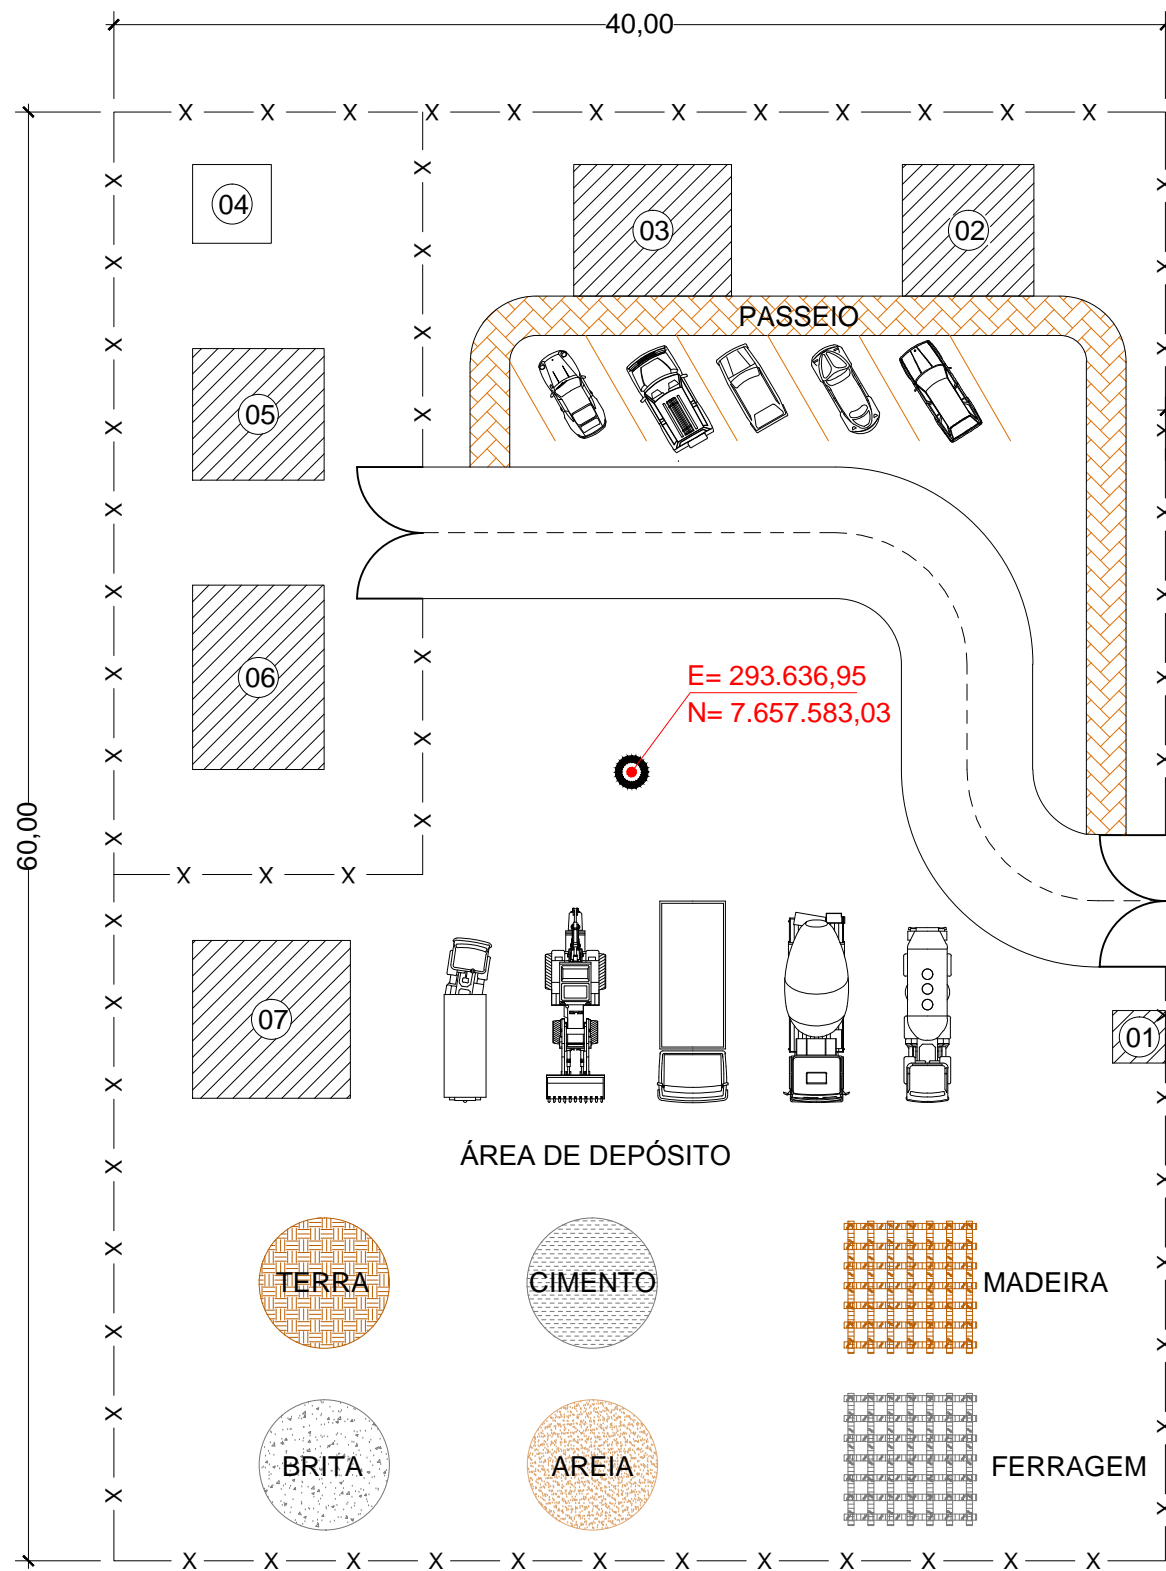 40,00
04
03
02
PASSEIO
05
E= 293.636,95
06
N= 7.657.583,03
60,00
07
01
ÁREA DE DEPÓSITO
TERRA
CIMENTO
MADEIRA
BRITA
AREIA
FERRAGEM